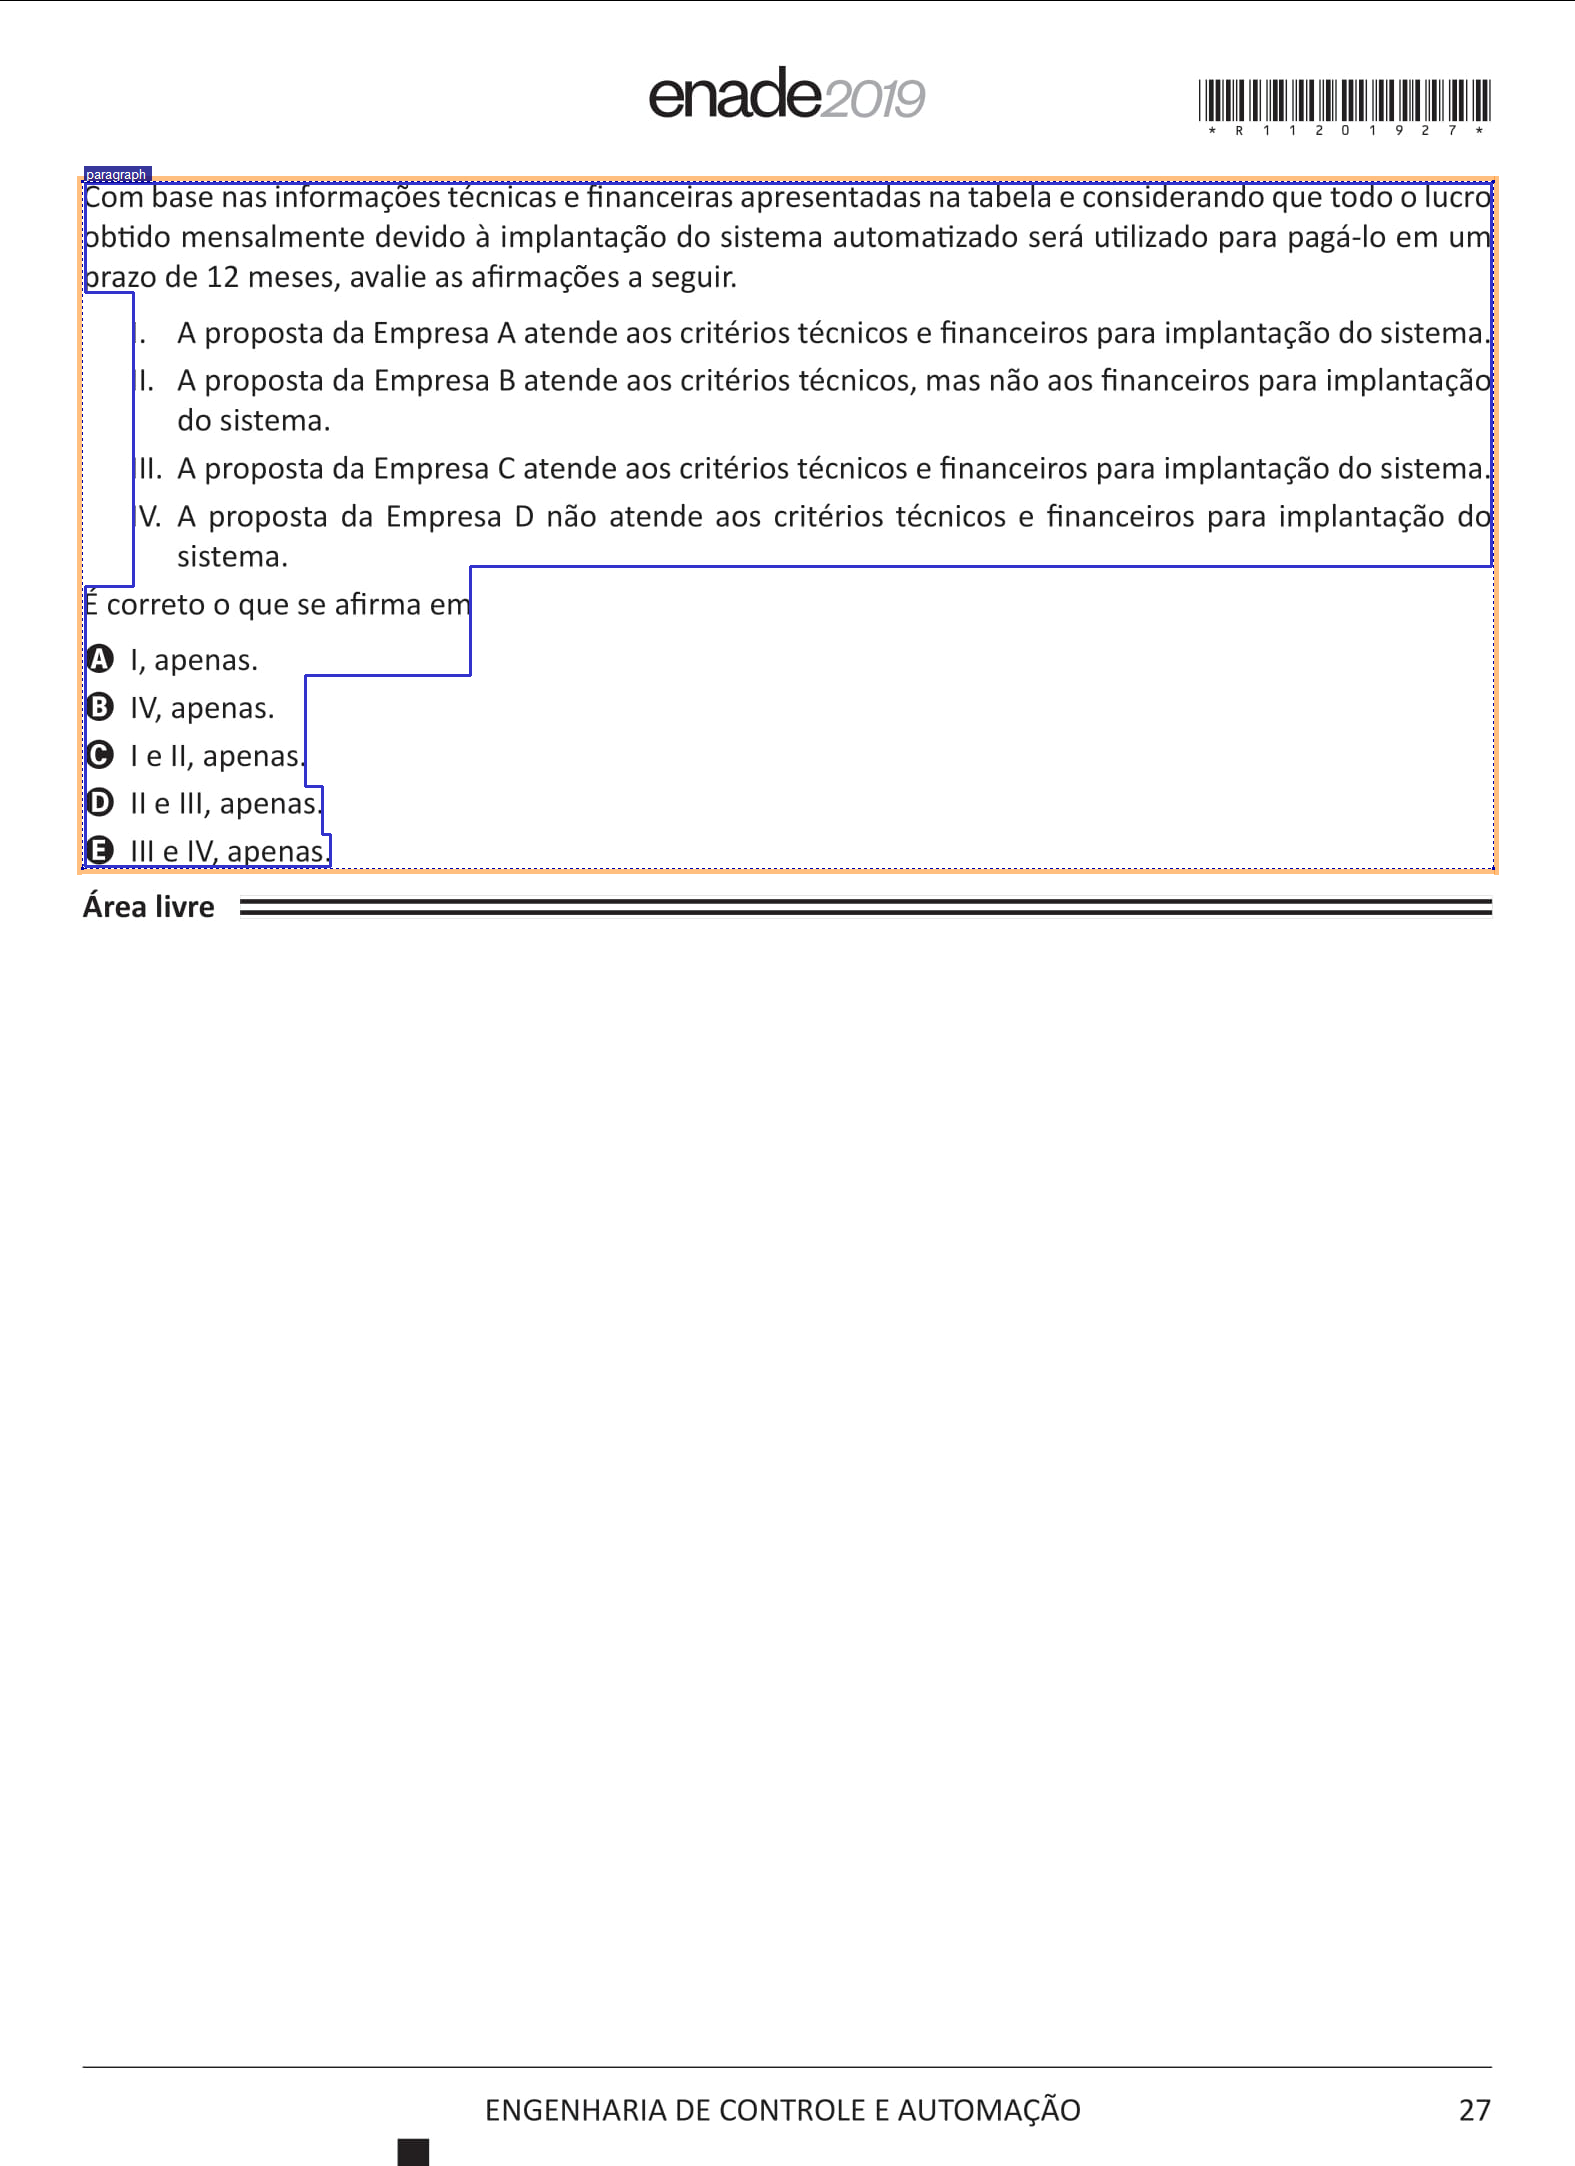 enade2019
* R 1 1 2 0 1 9 2 7 *
paragraph
Com base nas informações técnicas e financeiras apresentadas na tabela e considerando que todo o lucro
obtido mensalmente devido à implantação do sistema automatizado será utilizado para pagá-lo em um
prazo de 12 meses, avalie as afirmações a seguir.
I. A proposta da Empresa A atende aos critérios técnicos e financeiros para implantação do sistema.
II. A proposta da Empresa B atende aos critérios técnicos, mas não aos financeiros para implantação
do sistema.
III. A proposta da Empresa C atende aos critérios técnicos e financeiros para implantação do sistema.
IV. A proposta da Empresa D não atende aos critérios técnicos e financeiros para implantação do
sistema.
É correto o que se afirma em
A I, apenas.
B IV, apenas.
C I e II, apenas.
D II e III, apenas.
E III e IV, apenas.
Área livre
ENGENHARIA DE CONTROLE E AUTOMAÇÃO 27